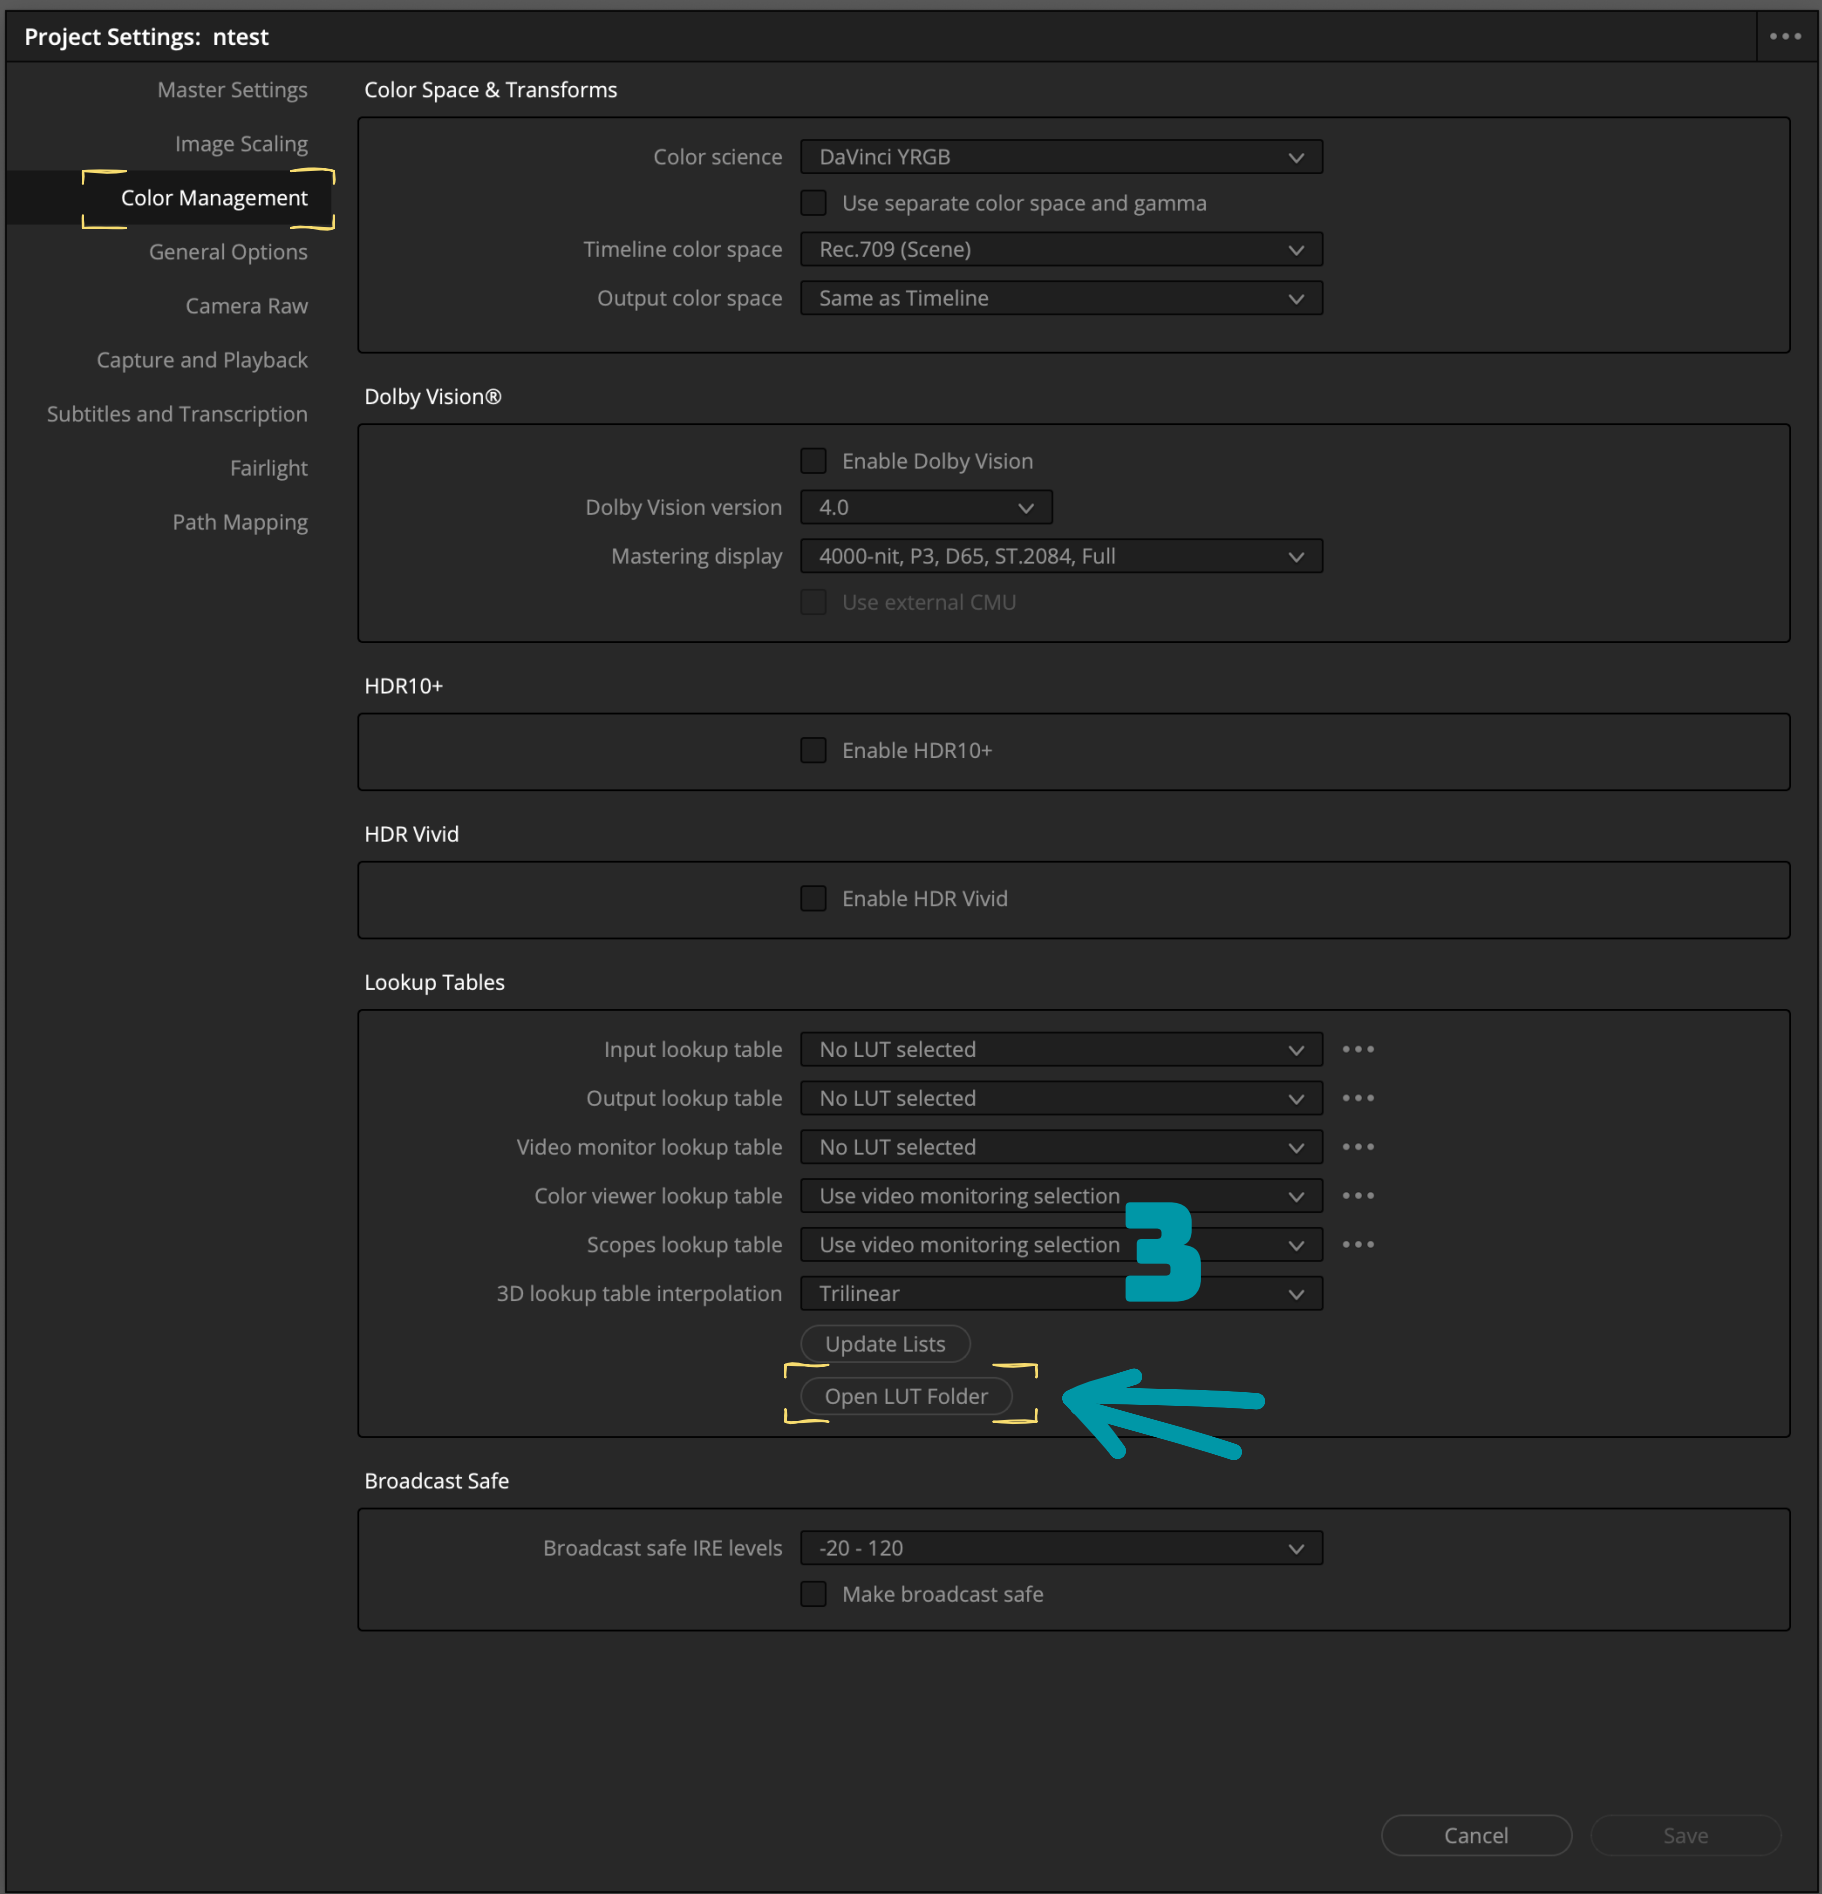 Project Settings: ntest
Master Settings
Image Scaling
Color Management
General Options
Camera Raw
Capture and Playback
Subtitles and Transcription
Fairlight
Path Mapping
Color Space & Transforms
Color science DaVinci YRGB
Use separate color space and gamma
Timeline color space Rec.709 (Scene)
Output color space Same as Timeline
Dolby Vision®
Enable Dolby Vision
Dolby Vision version 4.0
Mastering display 4000-nit, P3, D65, ST.2084, Full
Use external CMU
HDR10+
Enable HDR10+
HDR Vivid
Enable HDR Vivid
Lookup Tables
Input lookup table No LUT selected
Output lookup table No LUT selected
Video monitor lookup table No LUT selected
Color viewer lookup table Use video monitoring selection
Scopes lookup table Use video monitoring selection
3
3D lookup table interpolation Trilinear
Update Lists
Open LUT Folder
Broadcast Safe
Broadcast safe IRE levels -20 - 120
Make broadcast safe
Cancel Save